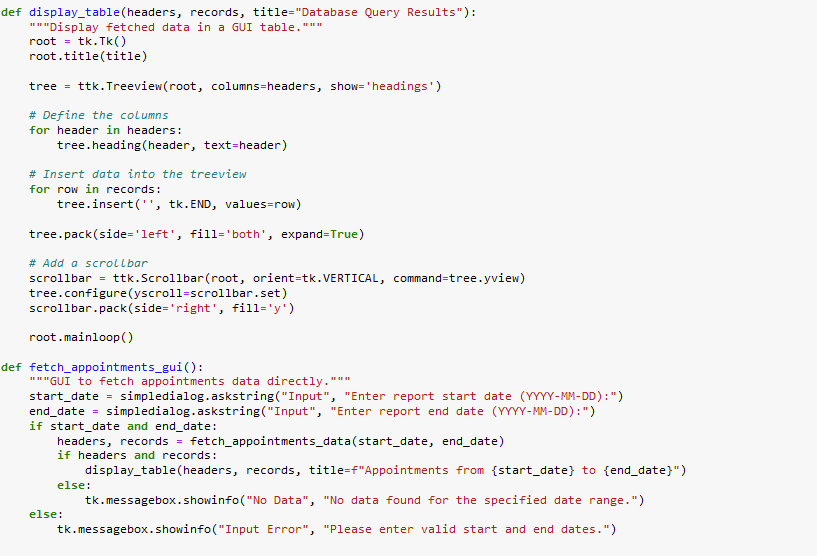 def display_table(headers, records, title="Database Query Results"):
    """Display fetched data in a GUI table."""
    root = tk.Tk()
    root.title(title)

    tree = ttk.Treeview(root, columns=headers, show='headings')

    # Define the columns
    for header in headers:
        tree.heading(header, text=header)

    # Insert data into the treeview
    for row in records:
        tree.insert('', tk.END, values=row)

    tree.pack(side='left', fill='both', expand=True)

    # Add a scrollbar
    scrollbar = ttk.Scrollbar(root, orient=tk.VERTICAL, command=tree.yview)
    tree.configure(yscroll=scrollbar.set)
    scrollbar.pack(side='right', fill='y')

    root.mainloop()

def fetch_appointments_gui():
    """GUI to fetch appointments data directly."""
    start_date = simpledialog.askstring("Input", "Enter report start date (YYYY-MM-DD):")
    end_date = simpledialog.askstring("Input", "Enter report end date (YYYY-MM-DD):")
    if start_date and end_date:
        headers, records = fetch_appointments_data(start_date, end_date)
        if headers and records:
            display_table(headers, records, title=f"Appointments from {start_date} to {end_date}")
        else:
            tk.messagebox.showinfo("No Data", "No data found for the specified date range.")
    else:
        tk.messagebox.showinfo("Input Error", "Please enter valid start and end dates.")